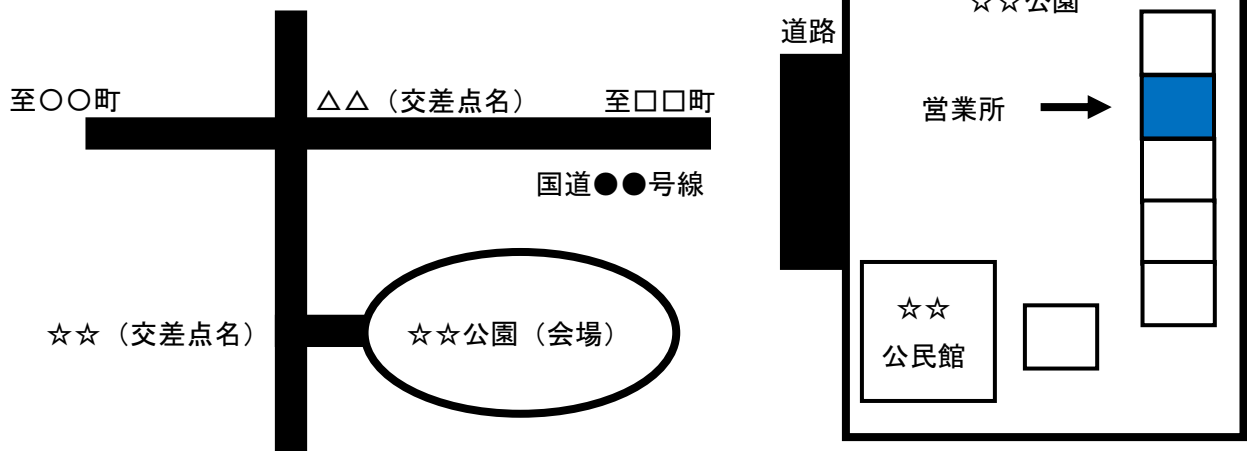 至〇〇町
△△（交差点名）
至□□町
国道●●号線
☆☆（交差点名）
☆☆公園（会場）
☆☆公園
道路
営業所
☆☆
公民館